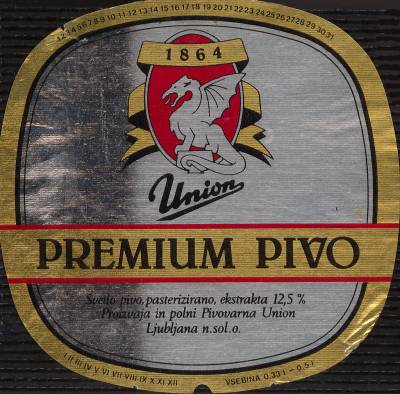 1 2 3 4 5 6 7 8 9 10 11 12 13 14 15 16 17 18 19 20 21 22 23 24 25 26 27 28 29 30 31
1864
Union
PREMIUM PIVO
Svetlo pivo, pasterizirano, ekstrakta 12,5 %
Proizvaja in polni Pivovarna Union
Ljubljana n.sol.o.
I II III IV V VI VII VIII IX X XI XII
VSEBINA 0,33 l - 0,5 l